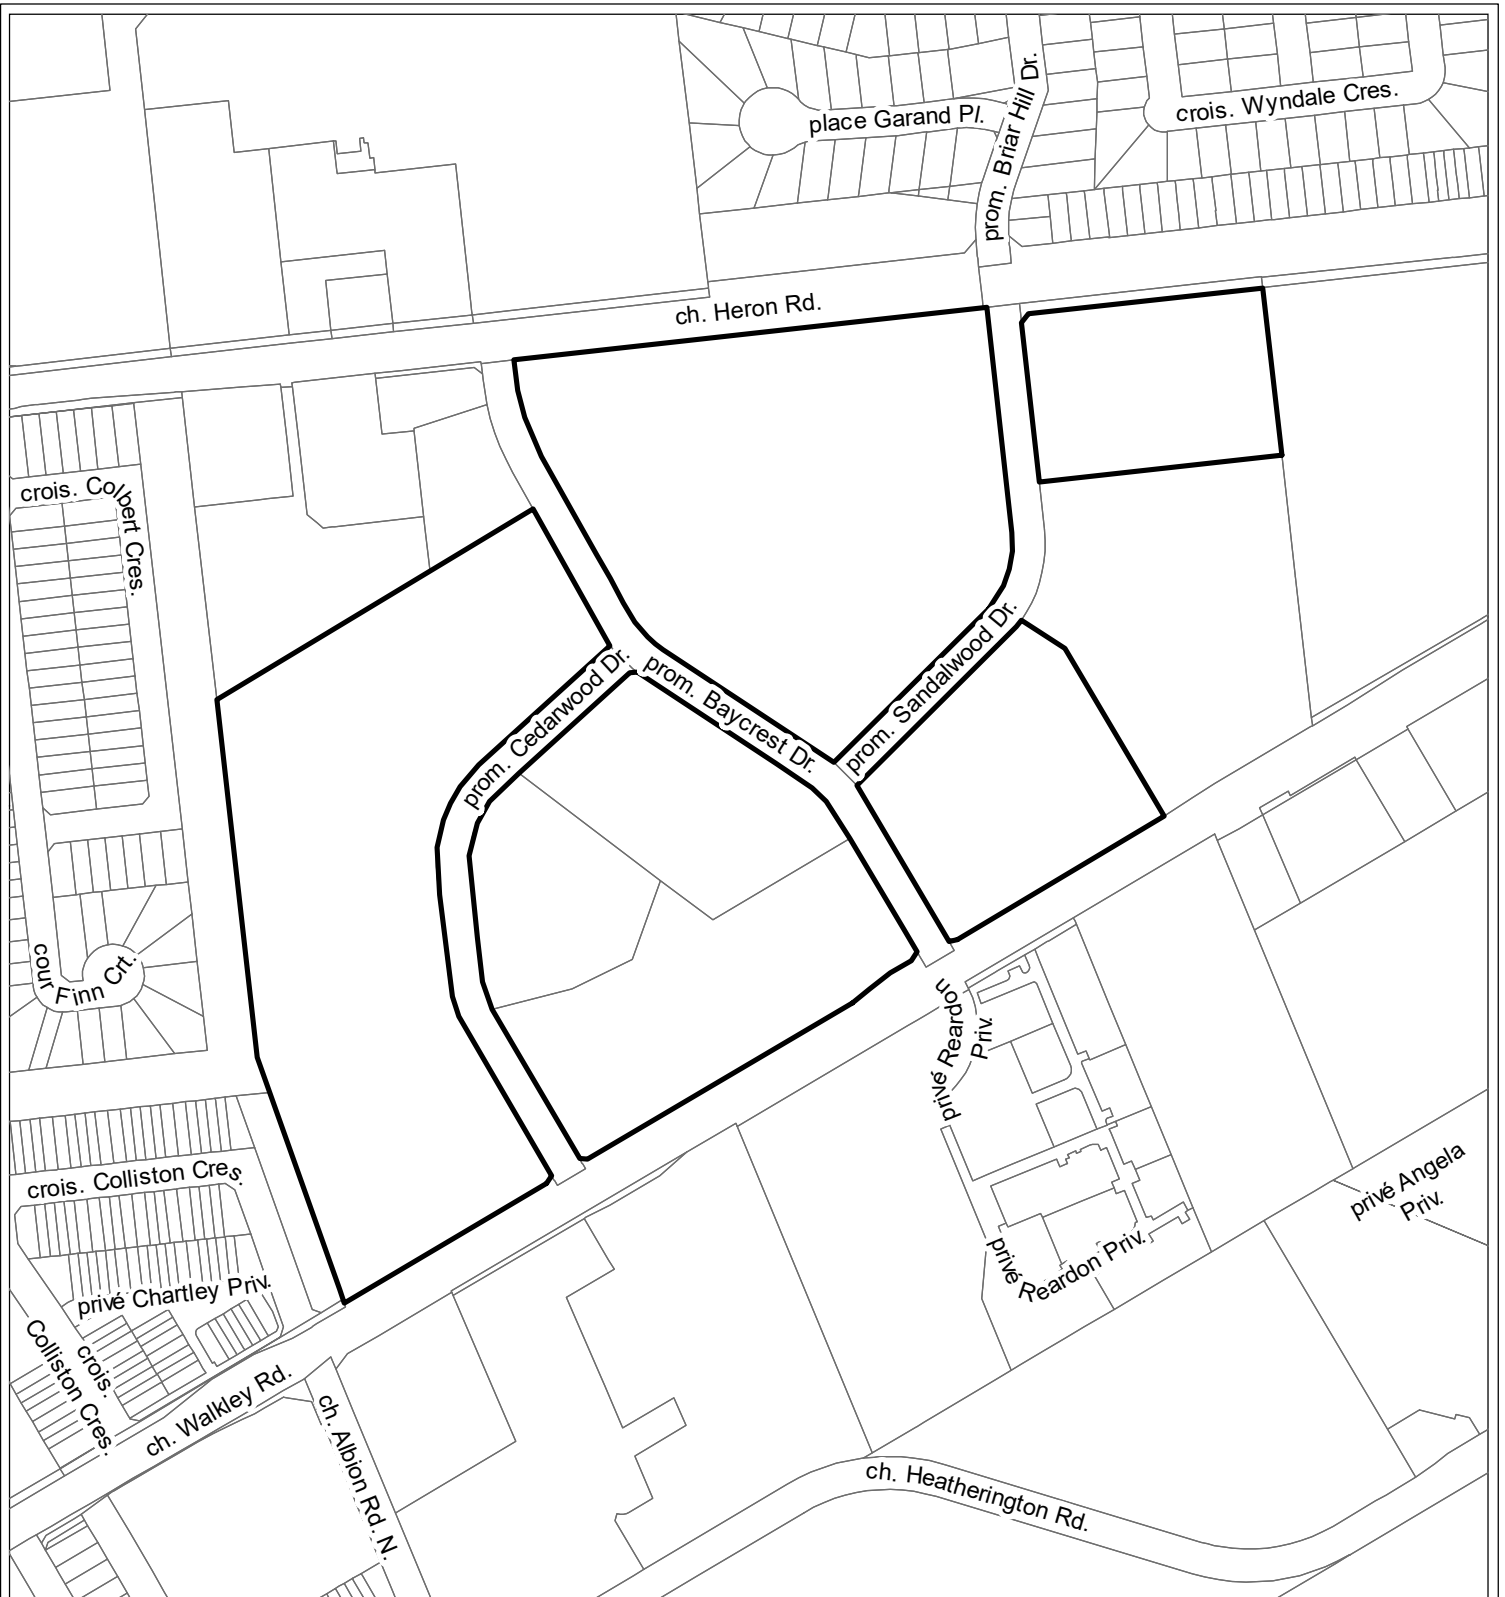 place Garand Pl.
prom. Briar Hill Dr.
crois. Wyndale Cres.
ch. Heron Rd.
crois. Colbert Cres.
prom. Cedarwood Dr.
prom. Baycrest Dr.
prom. Sandalwood Dr.
cour Finn Crt.
privé Reardon
Priv.
crois. Colliston Cres.
privé Angela
Priv.
privé Chartley Priv.
privé Reardon Priv.
crois.
Colliston Cres.
ch. Walkley Rd.
ch. Albion Rd. N.
ch. Heatherington Rd.